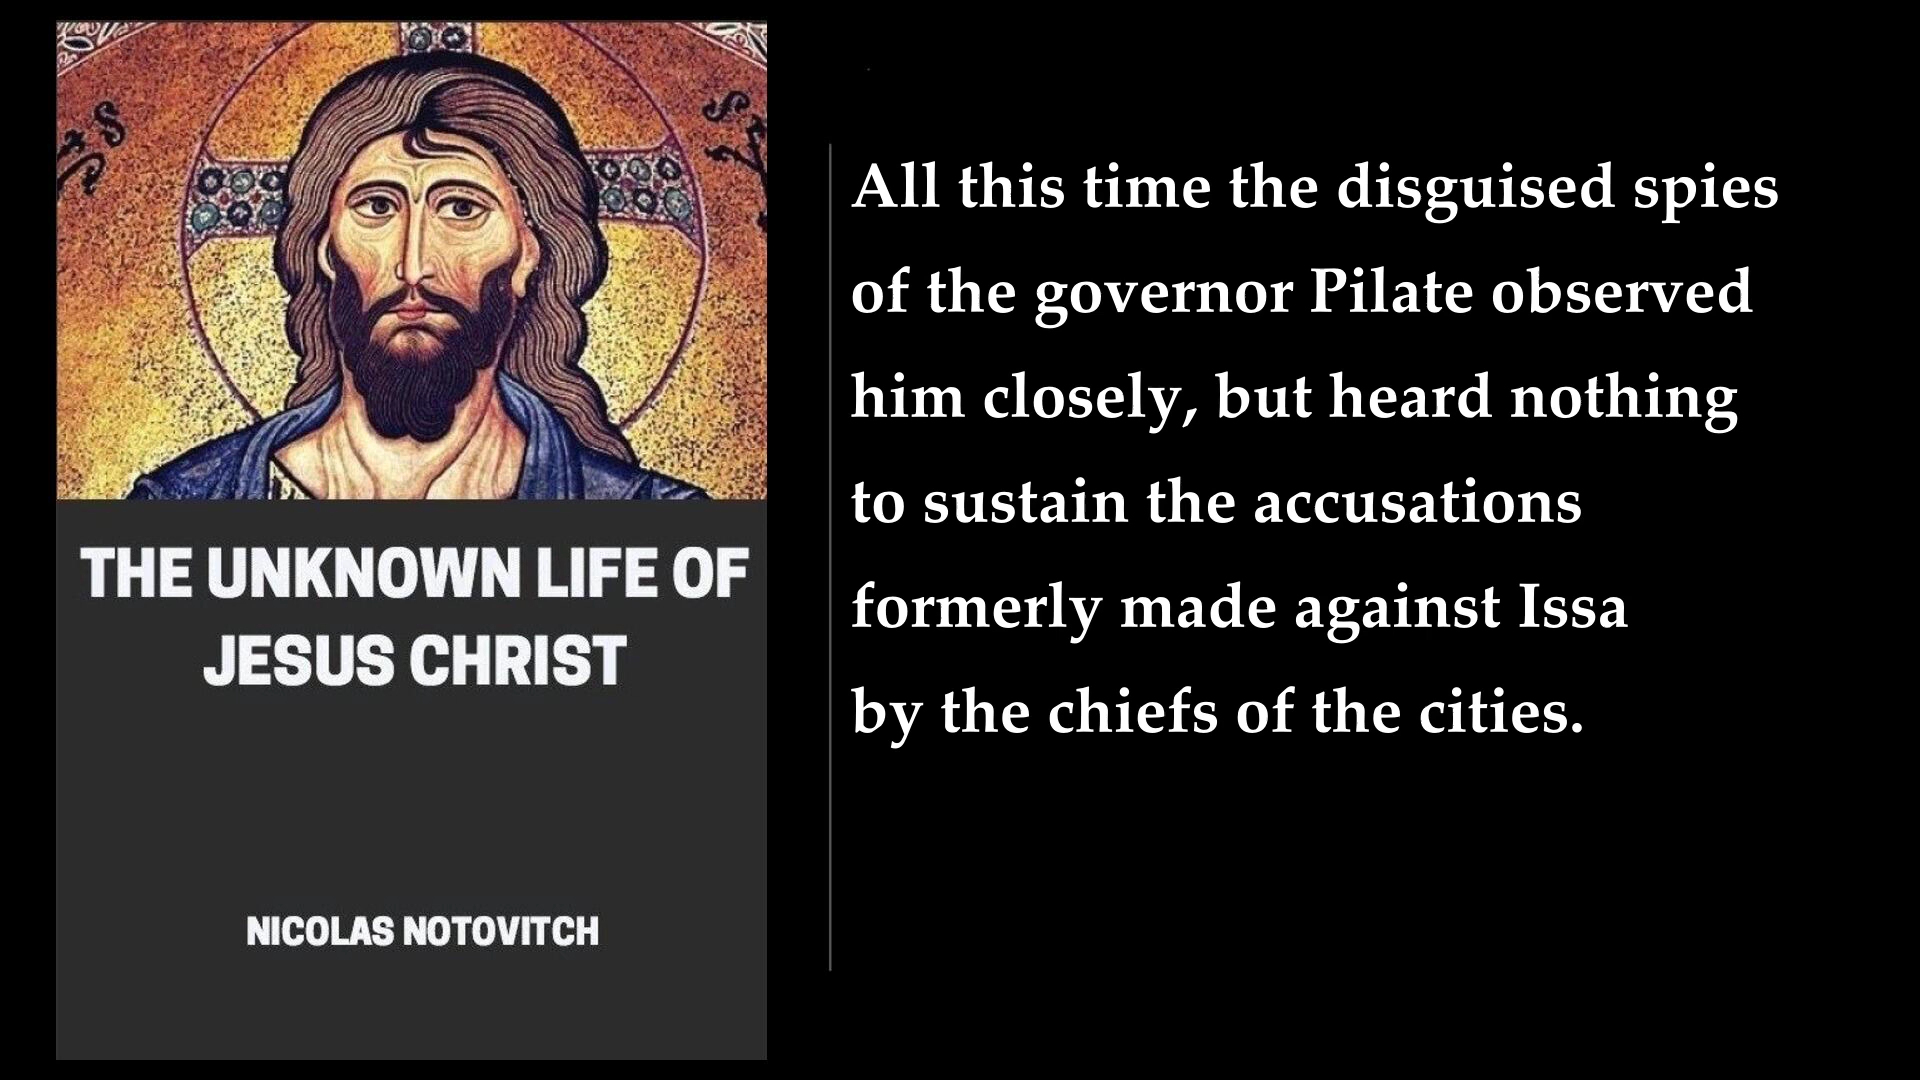 THE UNKNOWN LIFE OF
JESUS CHRIST
NICOLAS NOTOVITCH
All this time the disguised spies
of the governor Pilate observed
him closely, but heard nothing
to sustain the accusations
formerly made against Issa
by the chiefs of the cities.